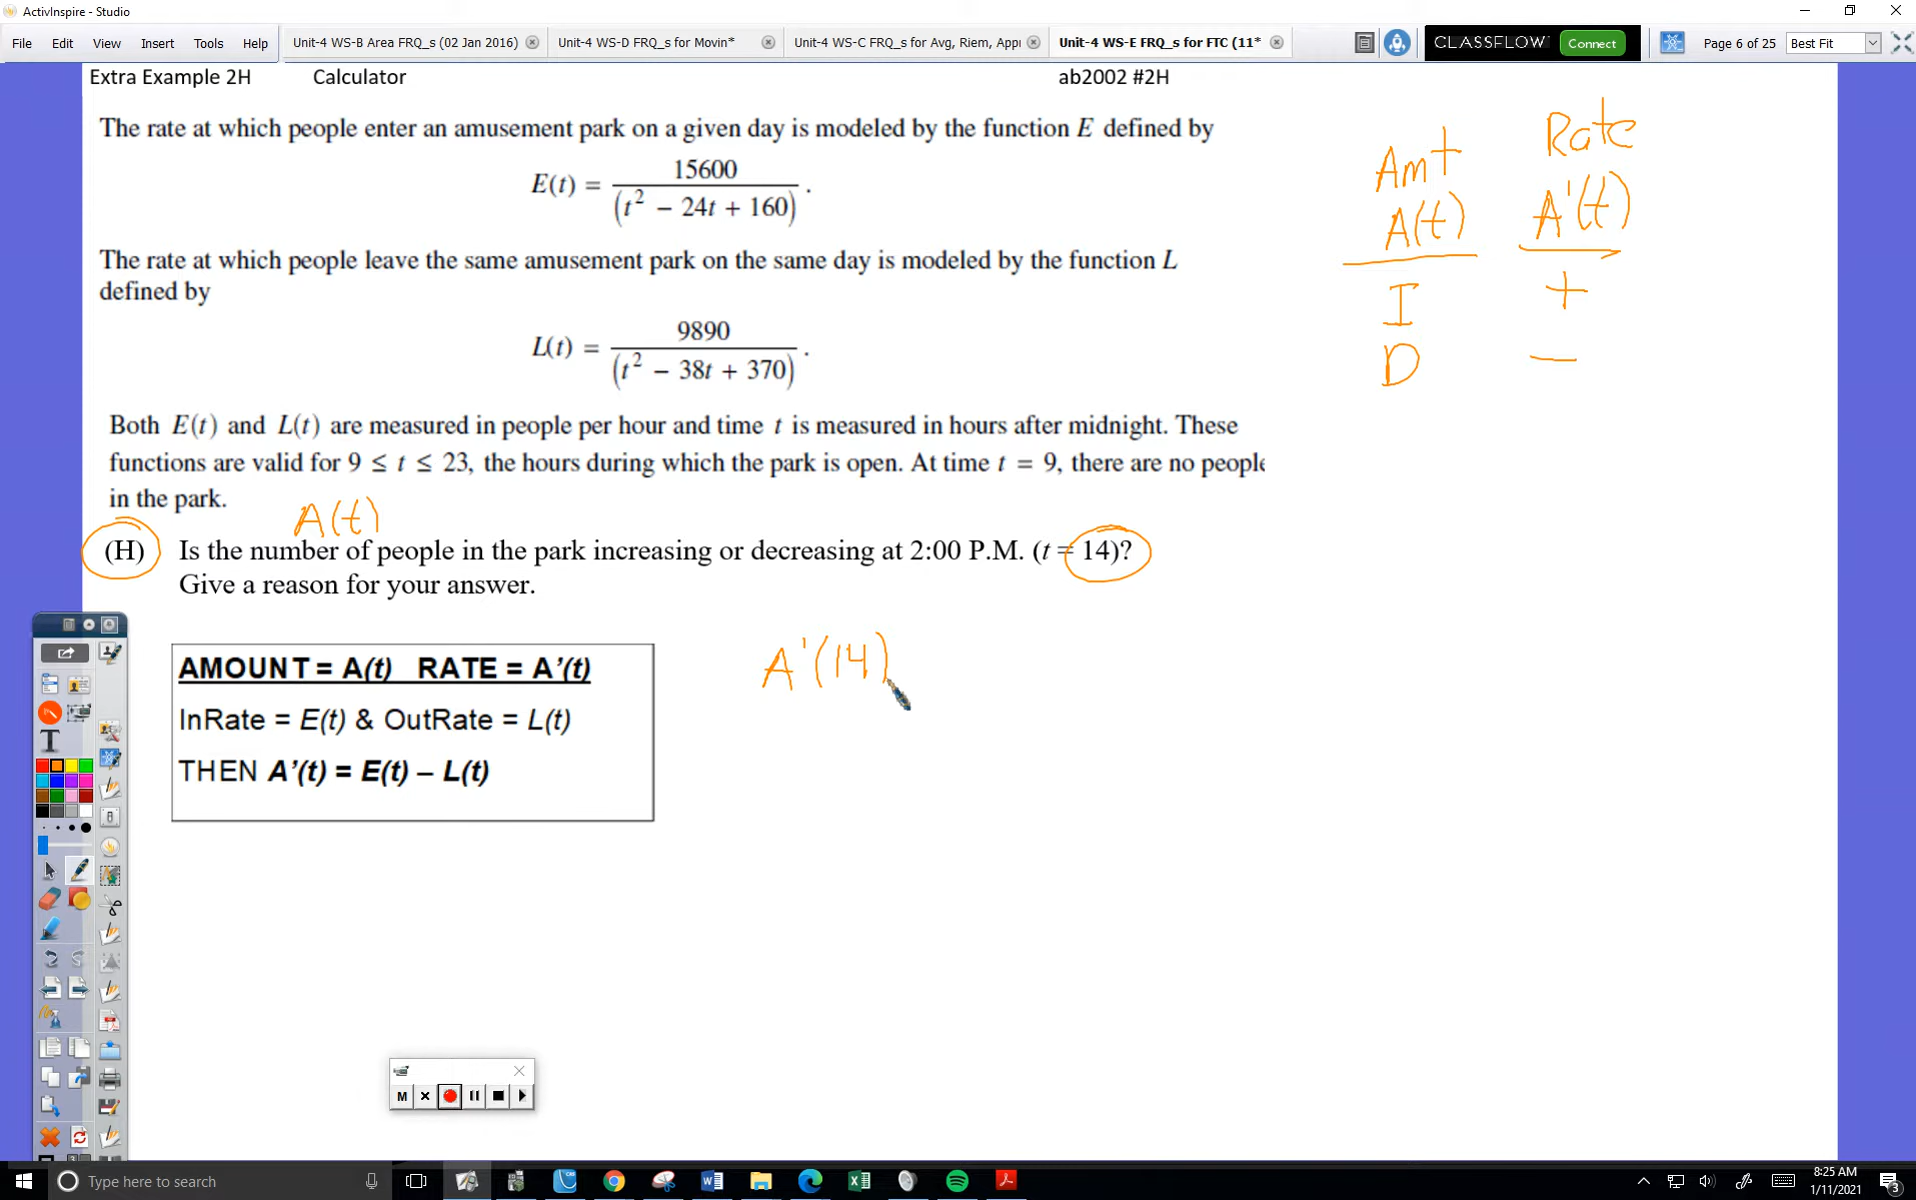 ActivInspire - Studio
File Edit View Insert Tools Help
Unit-4 WS-B Area FRQ_s (02 Jan 2016)
Unit-4 WS-D FRQ_s for Movin*
Unit-4 WS-C FRQ_s for Avg, Riem, Appr
Unit-4 WS-E FRQ_s for FTC (11*
CLASSFLOW Connect
Page 6 of 25
Best Fit
Extra Example 2H Calculator ab2002 #2H
The rate at which people enter an amusement park on a given day is modeled by the function E defined by
E(t) = 15600 / (t² − 24t + 160) .
The rate at which people leave the same amusement park on the same day is modeled by the function L
defined by
L(t) = 9890 / (t² − 38t + 370) .
Both E(t) and L(t) are measured in people per hour and time t is measured in hours after midnight. These
functions are valid for 9 ≤ t ≤ 23, the hours during which the park is open. At time t = 9, there are no people
in the park.
A(t)
(H) Is the number of people in the park increasing or decreasing at 2:00 P.M. (t = 14)?
Give a reason for your answer.
Amt Rate
A(t) A'(t)
I +
D −
AMOUNT = A(t) RATE = A'(t)
InRate = E(t) & OutRate = L(t)
THEN A'(t) = E(t) – L(t)
A'(14)
T
M
Type here to search
8:25 AM
1/11/2021
3